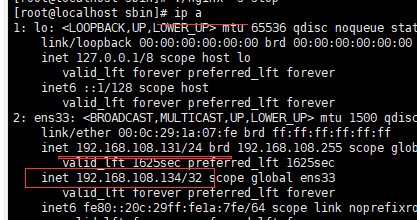 [root@localhost sbin]# ip a
1: lo: <LOOPBACK,UP,LOWER_UP> mtu 65536 qdisc noqueue stat
link/loopback 00:00:00:00:00:00 brd 00:00:00:00:00:00
inet 127.0.0.1/8 scope host lo
valid_lft forever preferred_lft forever
inet6 ::1/128 scope host
valid_lft forever preferred_lft forever
2: ens33: <BROADCAST,MULTICAST,UP,LOWER_UP> mtu 1500 qdisc
link/ether 00:0c:29:1a:07:fe brd ff:ff:ff:ff:ff:ff
inet 192.168.108.131/24 brd 192.168.108.255 scope glob
valid_lft 1625sec preferred_lft 1625sec
inet 192.168.108.134/32 scope global ens33
valid_lft forever preferred_lft forever
inet6 fe80::20c:29ff:fe1a:7fe/64 scope link noprefixro